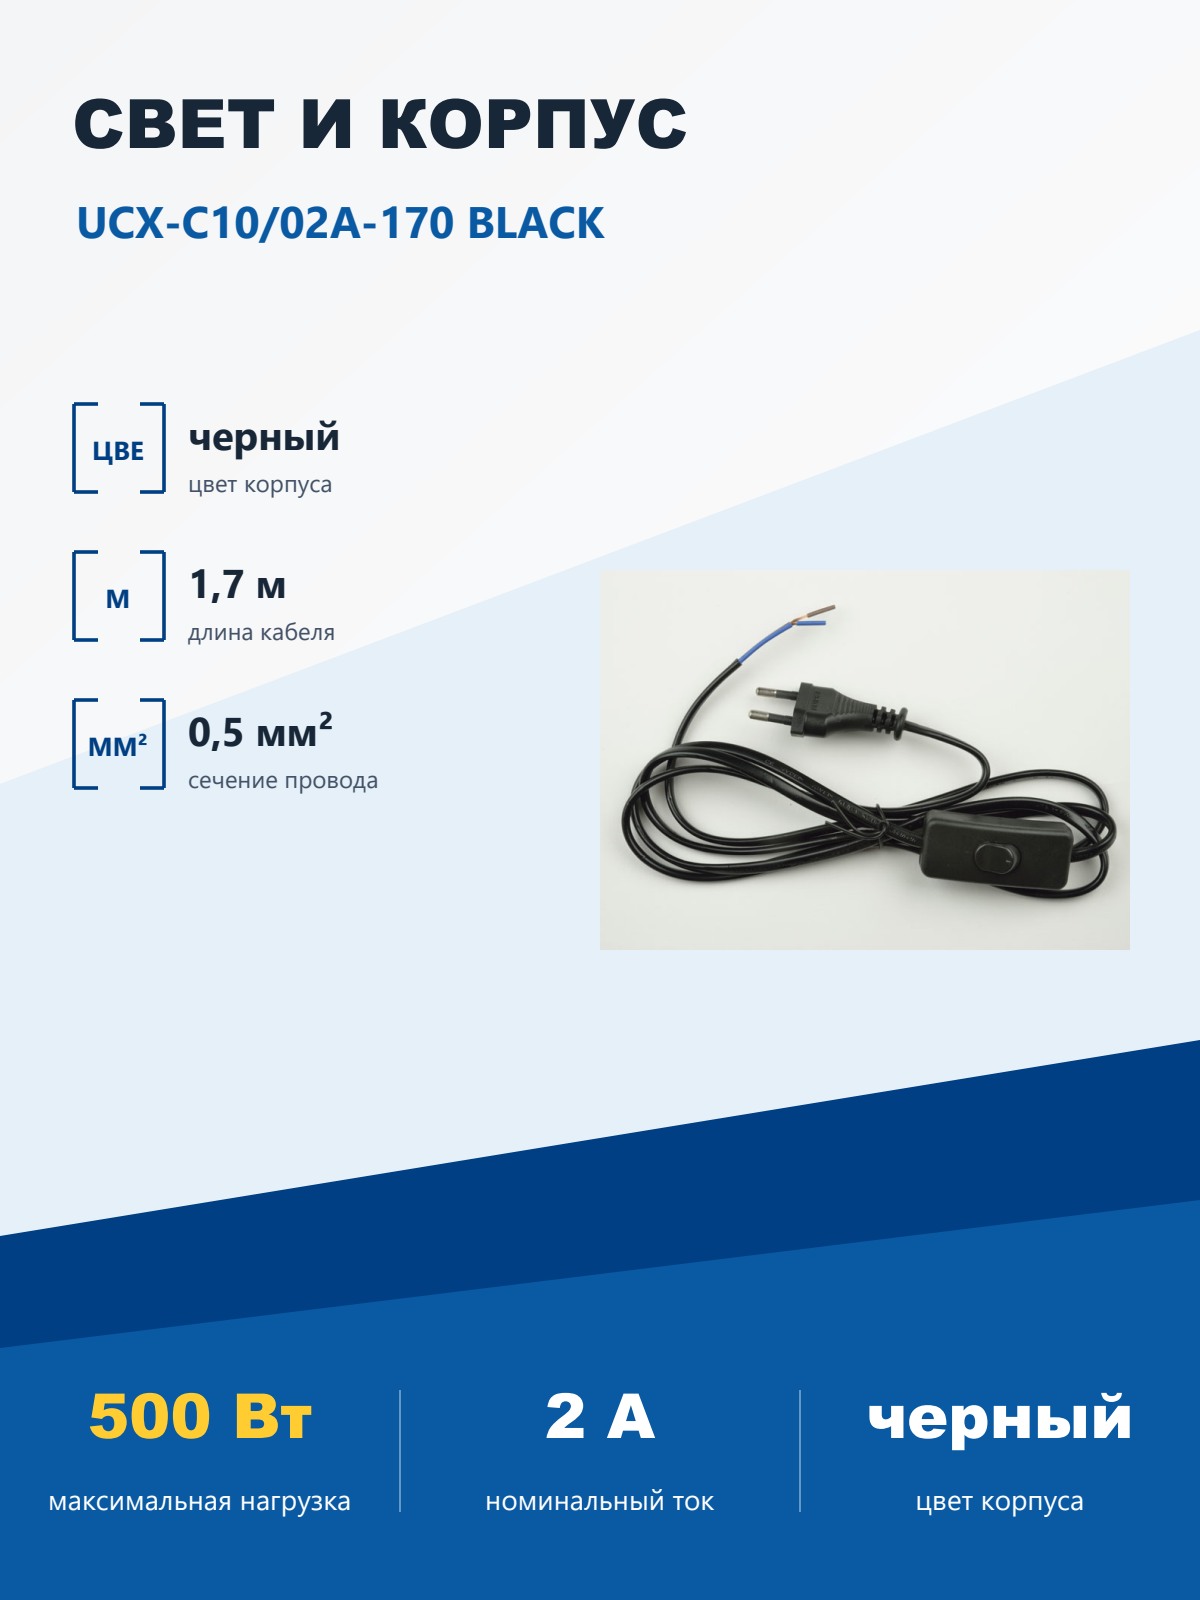 СВЕТ И КОРПУС
UCX-C10/02A-170 BLACK
ЦВЕ
черный
цвет корпуса
М
1,7 м
длина кабеля
ММ²
0,5 мм²
сечение провода
500 Вт
максимальная нагрузка
2 А
номинальный ток
черный
цвет корпуса